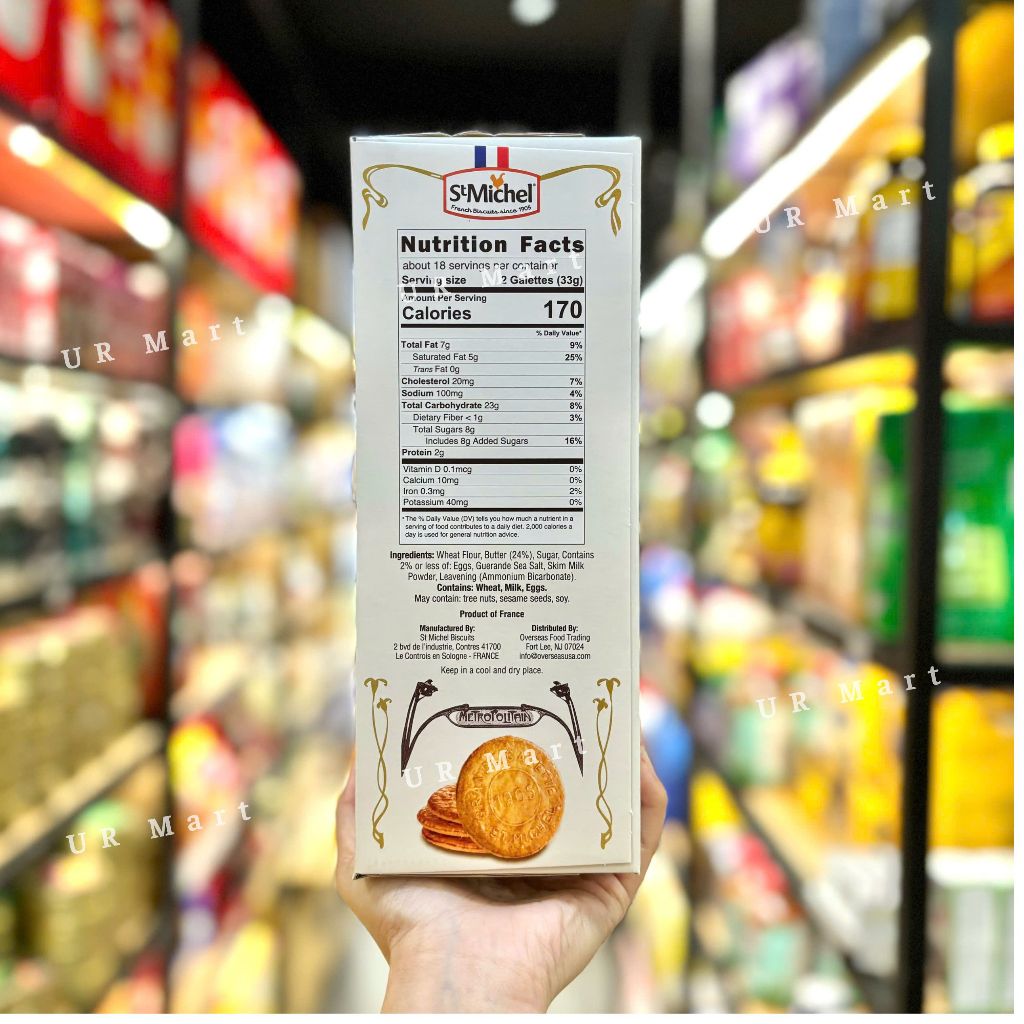 St Michel
French Biscuits since 1905
Nutrition Facts
about 18 servings per container
Serving size 2 Galettes (33g)
Amount Per Serving
Calories 170
% Daily Value*
Total Fat 7g 9%
Saturated Fat 5g 25%
Trans Fat 0g
Cholesterol 20mg 7%
Sodium 100mg 4%
Total Carbohydrate 23g 8%
Dietary Fiber < 1g 3%
Total Sugars 8g
Includes 8g Added Sugars 16%
Protein 2g
Vitamin D 0.1mcg 0%
Calcium 10mg 0%
Iron 0.3mg 2%
Potassium 40mg 0%
*The % Daily Value (DV) tells you how much a nutrient in a
serving of food contributes to a daily diet. 2,000 calories a
day is used for general nutrition advice.
Ingredients: Wheat Flour, Butter (24%), Sugar, Contains
2% or less of: Eggs, Guerande Sea Salt, Skim Milk
Powder, Leavening (Ammonium Bicarbonate).
Contains: Wheat, Milk, Eggs.
May contain: tree nuts, sesame seeds, soy.
Product of France
Manufactured By:
St Michel Biscuits
2 bvd de l'industrie, Contres 41700
Le Controis en Sologne - FRANCE
Distributed By:
Overseas Food Trading
Fort Lee, NJ 07024
info@overseasusa.com
Keep in a cool and dry place.
METROPOLITAIN
1905
UR Mart
UR Mart
UR Mart
UR Mart
UR Mart
UR Mart